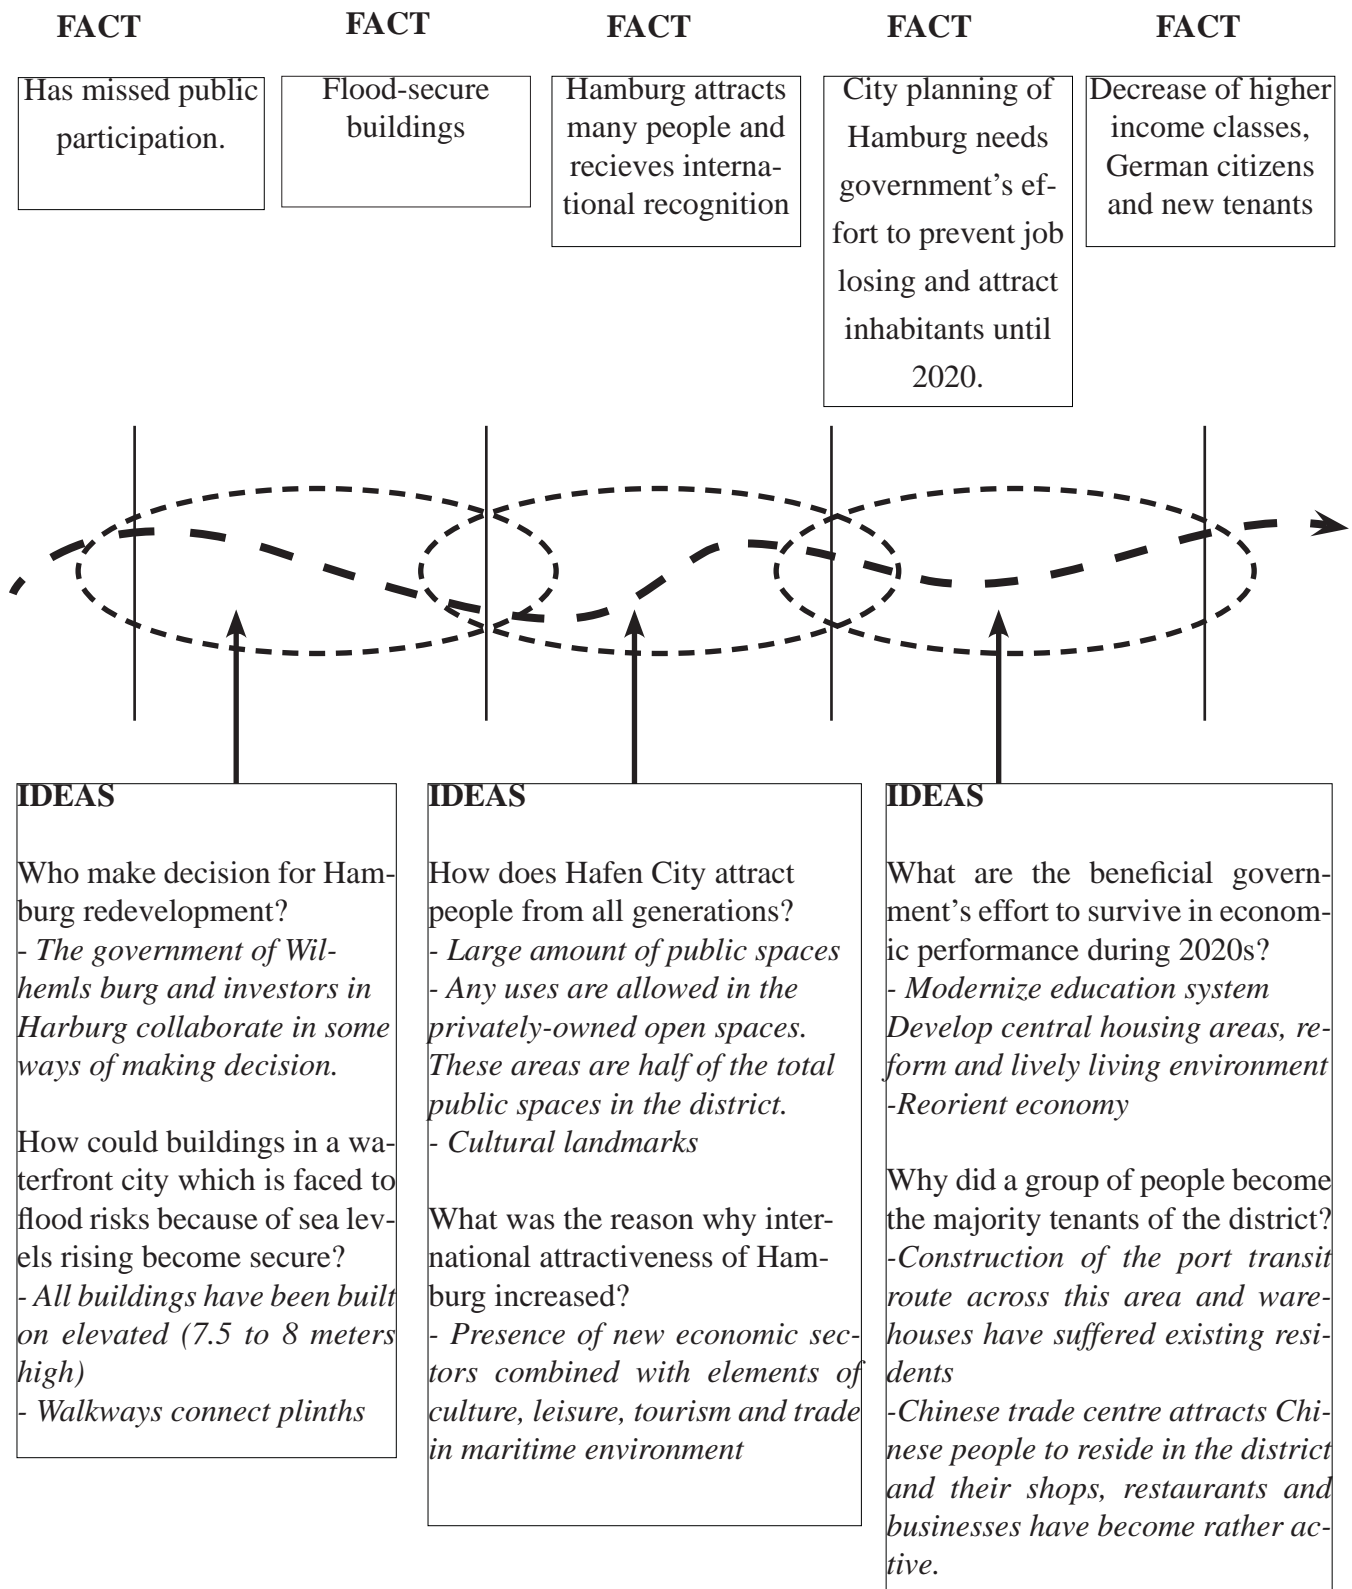 FACT
Has missed public
participation.
FACT
Flood-secure
buildings
FACT
Hamburg attracts
many people and
recieves interna-
tional recognition
FACT
City planning of
Hamburg needs
government’s ef-
fort to prevent job
losing and attract
inhabitants until
2020.
FACT
Decrease of higher
income classes,
German citizens
and new tenants
IDEAS
Who make decision for Ham-
burg redevelopment?
- The government of Wil-
hemls burg and investors in
Harburg collaborate in some
ways of making decision.
How could buildings in a wa-
terfront city which is faced to
flood risks because of sea lev-
els rising become secure?
- All buildings have been built
on elevated (7.5 to 8 meters
high)
- Walkways connect plinths
IDEAS
How does Hafen City attract
people from all generations?
- Large amount of public spaces
- Any uses are allowed in the
privately-owned open spaces.
These areas are half of the total
public spaces in the district.
- Cultural landmarks
What was the reason why inter-
national attractiveness of Ham-
burg increased?
- Presence of new economic sec-
tors combined with elements of
culture, leisure, tourism and trade
in maritime environment
IDEAS
What are the beneficial govern-
ment’s effort to survive in econom-
ic performance during 2020s?
- Modernize education system
Develop central housing areas, re-
form and lively living environment
-Reorient economy
Why did a group of people become
the majority tenants of the district?
-Construction of the port transit
route across this area and ware-
houses have suffered existing resi-
dents
-Chinese trade centre attracts Chi-
nese people to reside in the district
and their shops, restaurants and
businesses have become rather ac-
tive.